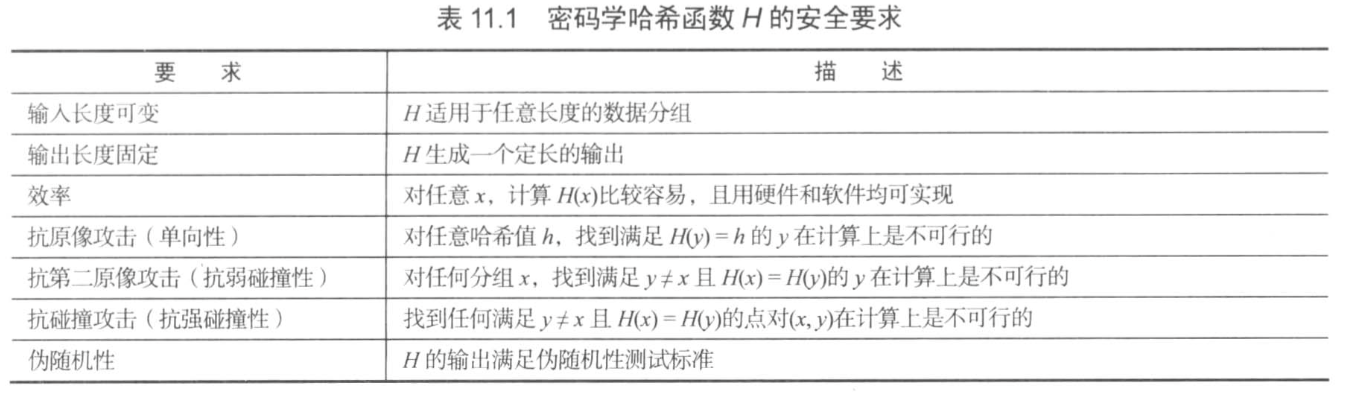 表 11.1 密码学哈希函数 H 的安全要求
要 求 描 述
输入长度可变 H 适用于任意长度的数据分组
输出长度固定 H 生成一个定长的输出
效率 对任意 x，计算 H(x)比较容易，且用硬件和软件均可实现
抗原像攻击（单向性） 对任意哈希值 h，找到满足 H(y) = h 的 y 在计算上是不可行的
抗第二原像攻击（抗弱碰撞性） 对任何分组 x，找到满足 y ≠ x 且 H(x) = H(y)的 y 在计算上是不可行的
抗碰撞攻击（抗强碰撞性） 找到任何满足 y ≠ x 且 H(x) = H(y)的点对(x, y)在计算上是不可行的
伪随机性 H 的输出满足伪随机性测试标准